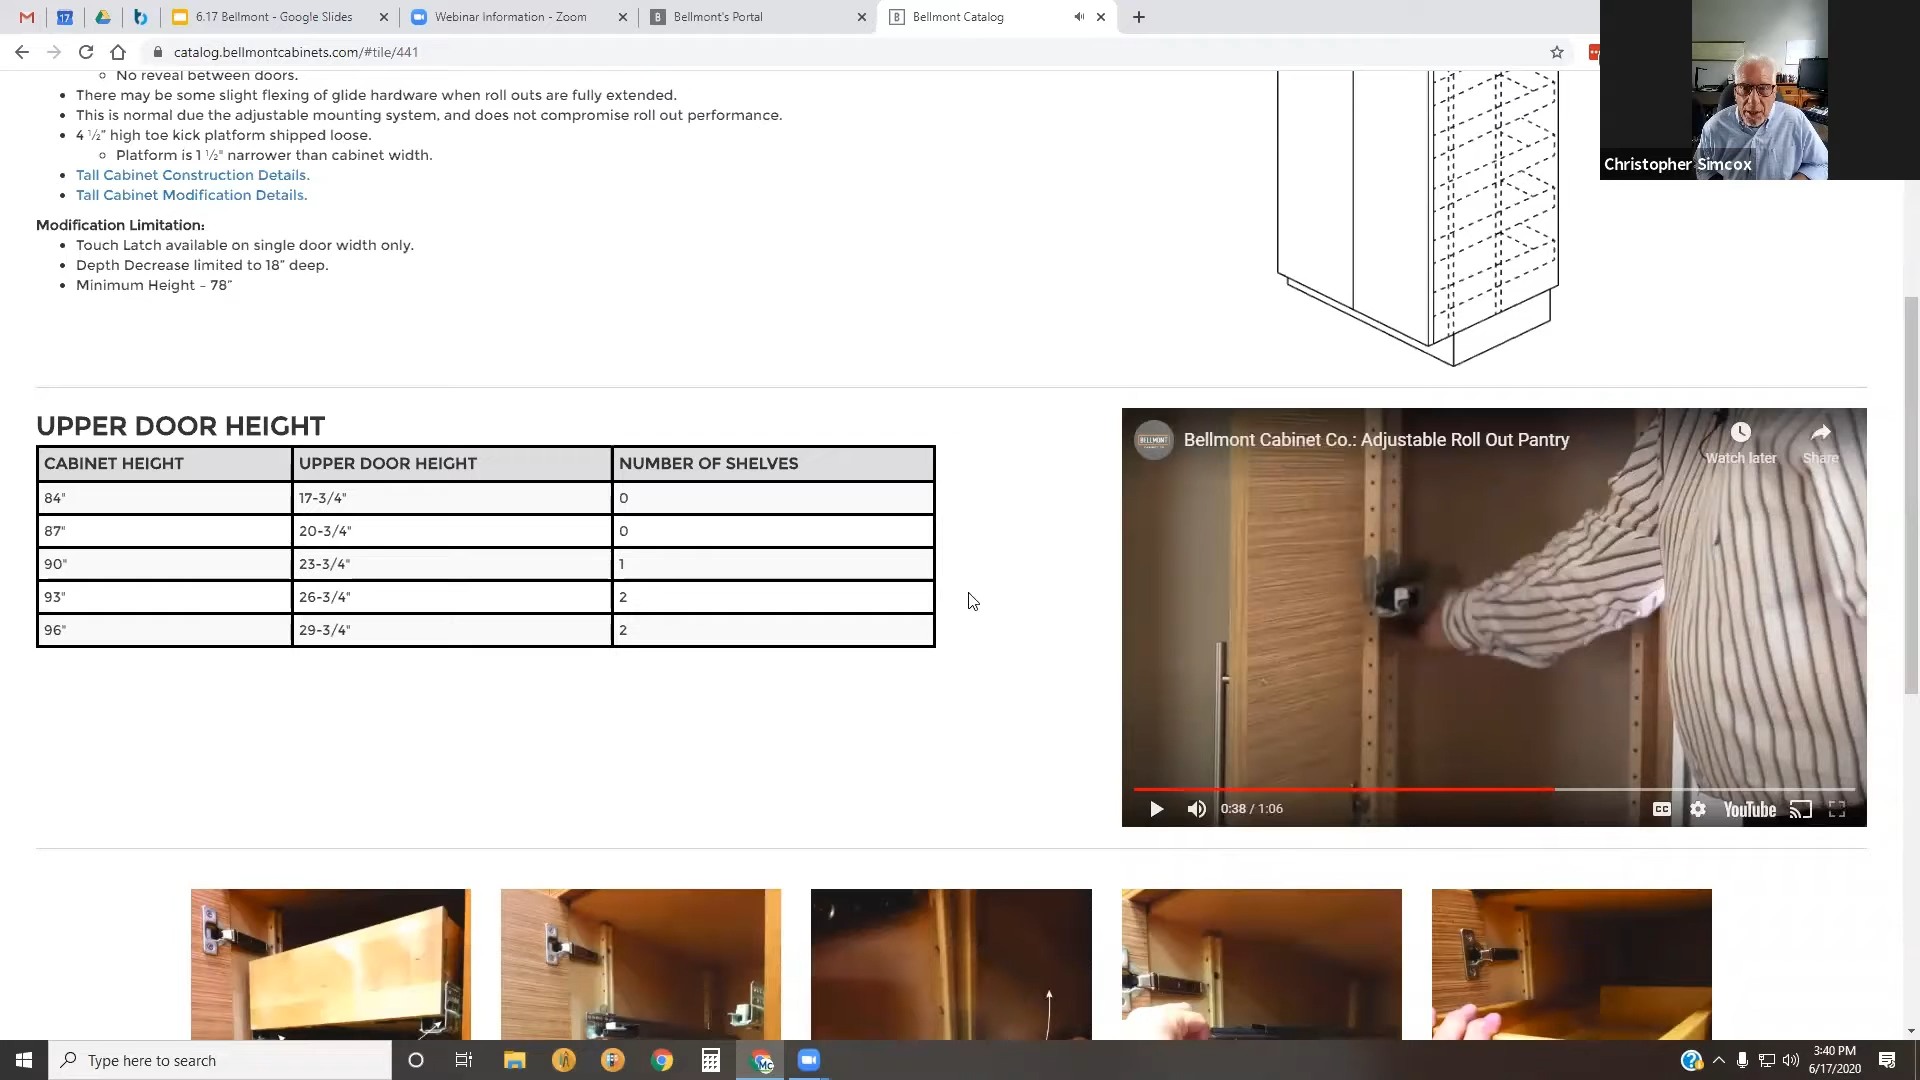 6.17 Bellmont - Google Slides
Webinar Information - Zoom
Bellmont's Portal
Bellmont Catalog
catalog.bellmontcabinets.com/#tile/441
No reveal between doors.
There may be some slight flexing of glide hardware when roll outs are fully extended.
This is normal due the adjustable mounting system, and does not compromise roll out performance.
4 ½" high toe kick platform shipped loose.
Platform is 1 ½" narrower than cabinet width.
Tall Cabinet Construction Details.
Tall Cabinet Modification Details.
Modification Limitation:
Touch Latch available on single door width only.
Depth Decrease limited to 18" deep.
Minimum Height – 78"
Christopher Simcox
UPPER DOOR HEIGHT
CABINET HEIGHT UPPER DOOR HEIGHT NUMBER OF SHELVES
84" 17-3/4" 0
87" 20-3/4" 0
90" 23-3/4" 1
93" 26-3/4" 2
96" 29-3/4" 2
BELLMONT
Bellmont Cabinet Co.: Adjustable Roll Out Pantry
Watch later
Share
0:38 / 1:06
CC
YouTube
Type here to search
3:40 PM
6/17/2020